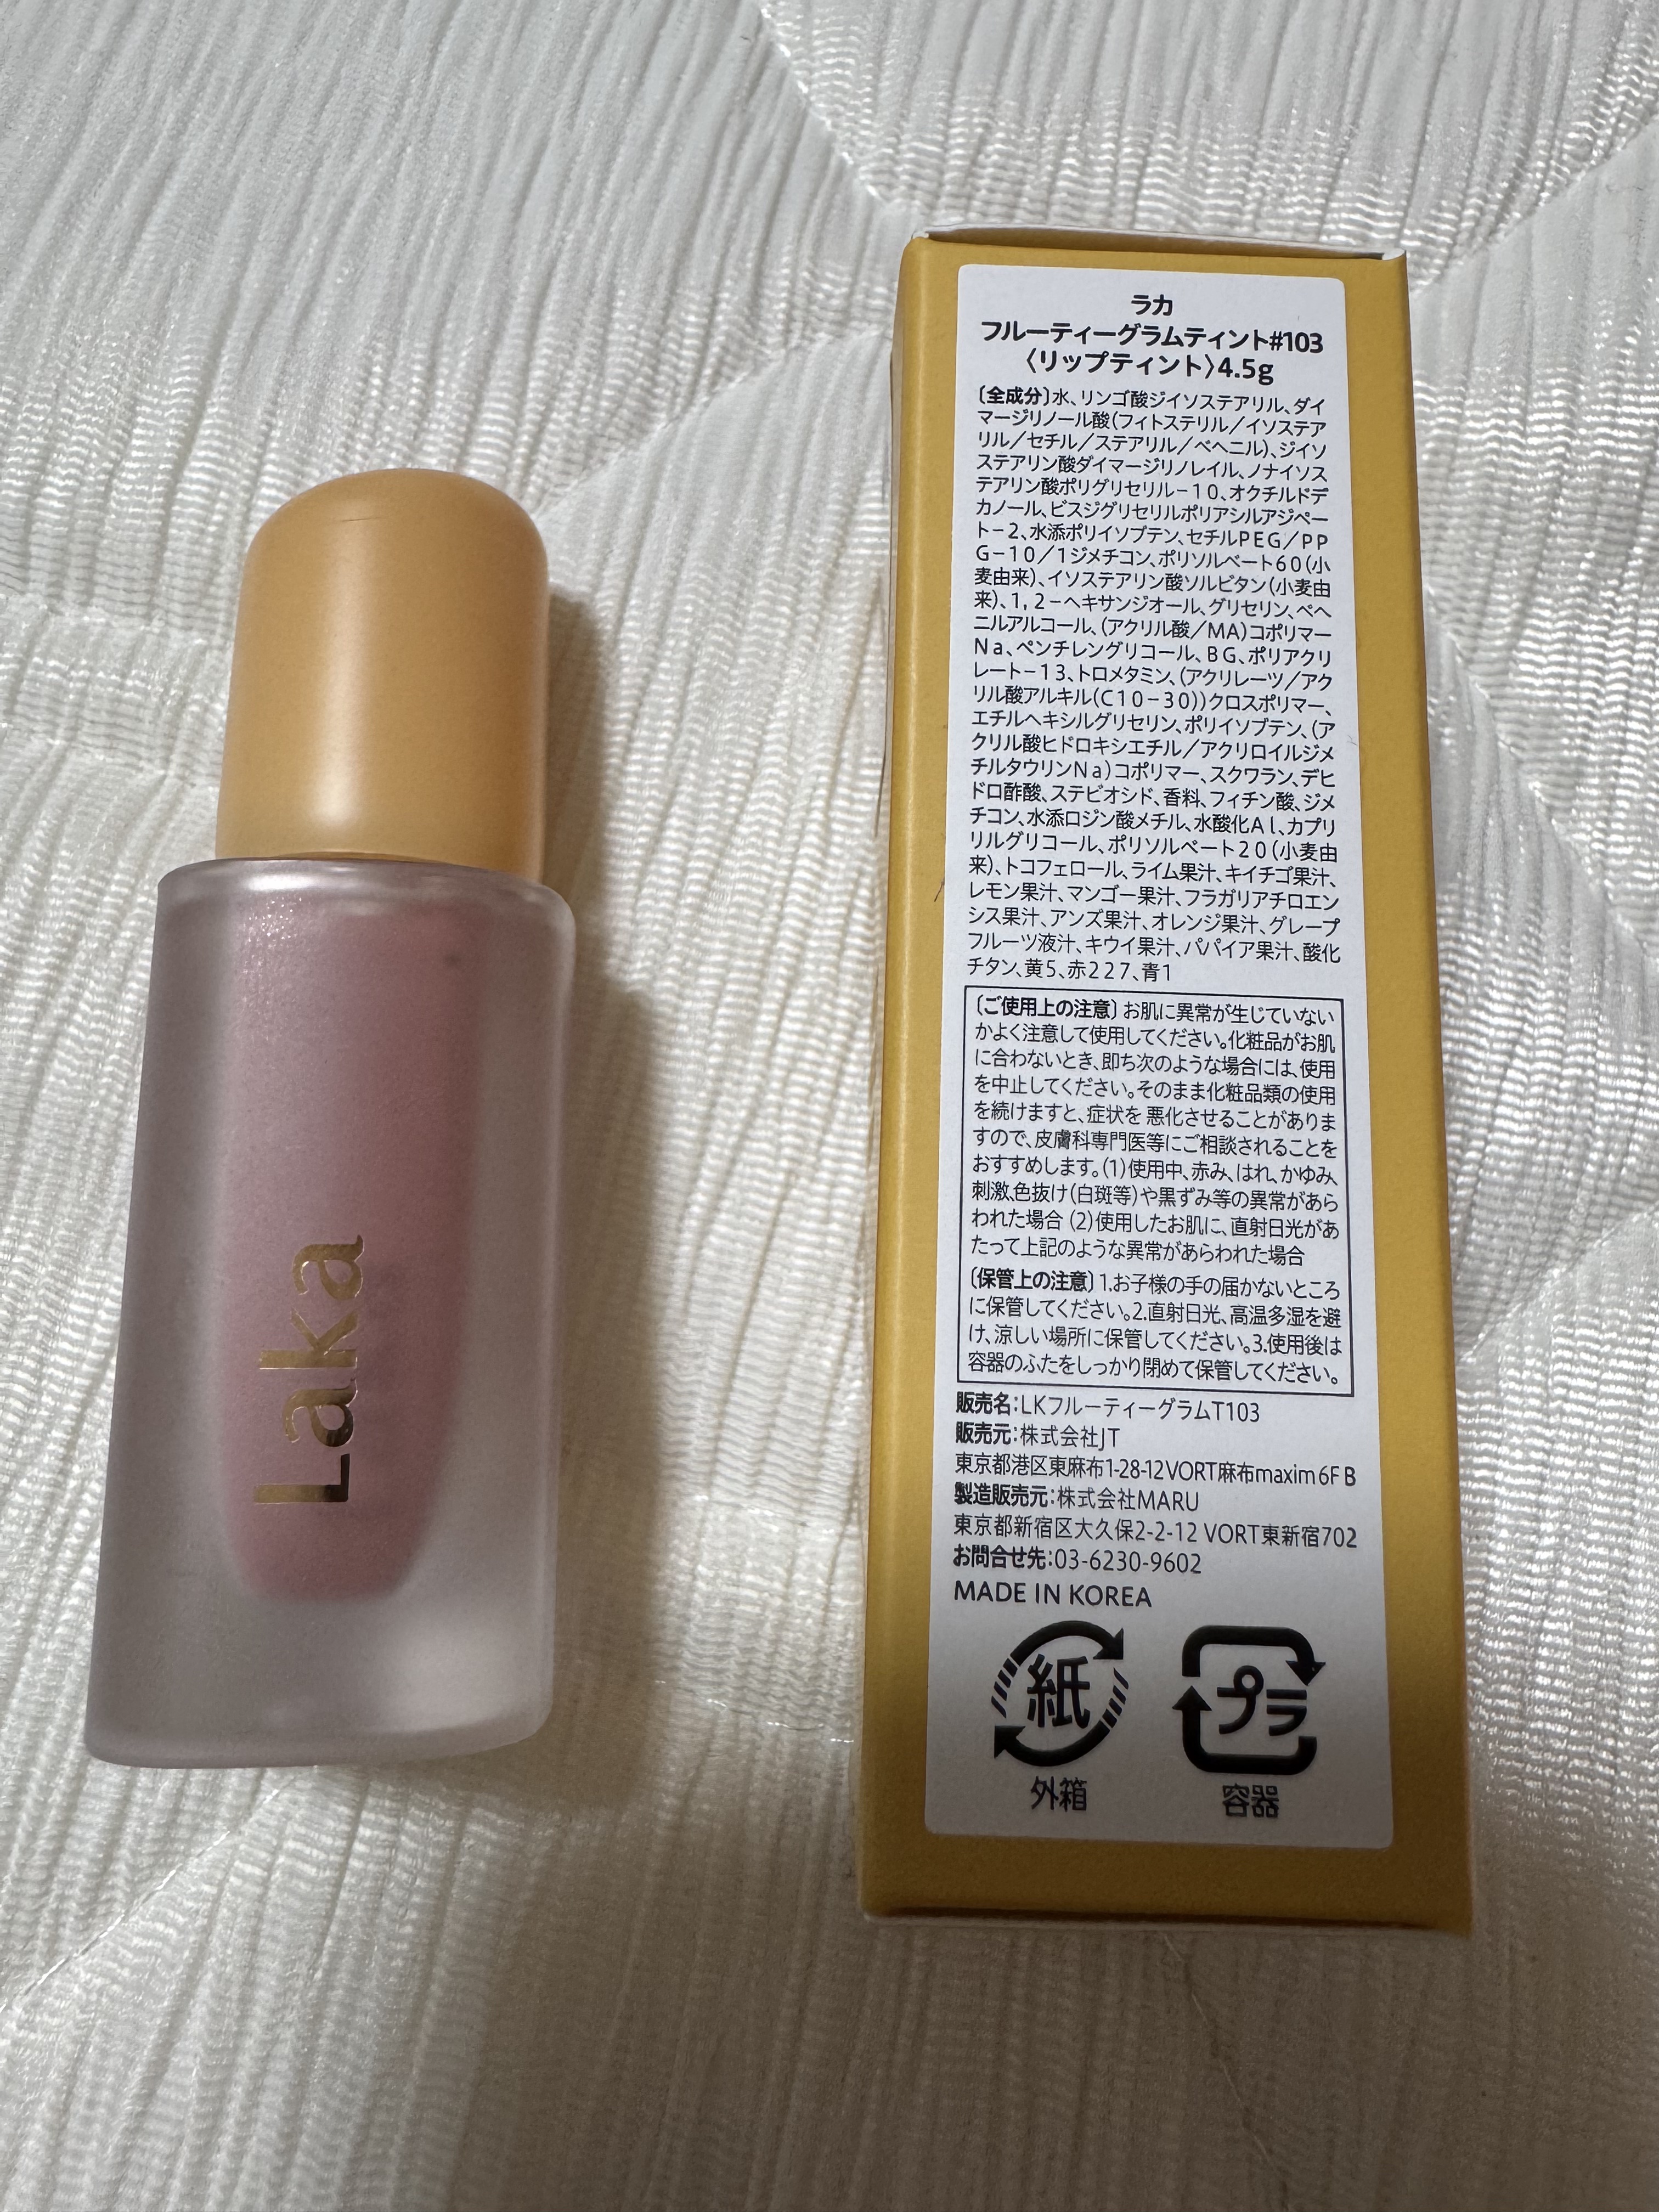 Laka
ラカ
フルーティーグラムティント#103
〈リップティント〉4.5g
〔全成分〕水、リンゴ酸ジイソステアリル、ダイ
マージリノール酸(フィトステリル/イソステア
リル/セチル/ステアリル/ベヘニル)、ジイソ
ステアリン酸ダイマージリノレイル、ノナイソス
テアリン酸ポリグリセリル-10、オクチルドデ
カノール、ビスジグリセリルポリアシルアジペー
ト-2、水添ポリイソブテン、セチルPEG/PP
G-10/1ジメチコン、ポリソルベート60(小
麦由来)、イソステアリン酸ソルビタン(小麦由
来)、1,2-ヘキサンジオール、グリセリン、ベヘ
ニルアルコール、(アクリル酸/MA)コポリマー
Na、ペンチレングリコール、BG、ポリアクリ
レート-13、トロメタミン、(アクリレーツ/アク
リル酸アルキル(C10-30))クロスポリマー、
エチルヘキシルグリセリン、ポリイソブテン、(ア
クリル酸ヒドロキシエチル/アクリロイルジメ
チルタウリンNa)コポリマー、スクワラン、デヒ
ドロ酢酸、ステビオシド、香料、フィチン酸、ジメ
チコン、水添ロジン酸メチル、水酸化Al、カプリ
リルグリコール、ポリソルベート20(小麦由
来)、トコフェロール、ライム果汁、キイチゴ果汁、
レモン果汁、マンゴー果汁、フラガリアチロエン
シス果汁、アンズ果汁、オレンジ果汁、グレープ
フルーツ液汁、キウイ果汁、パパイア果汁、酸化
チタン、黄5、赤227、青1
〔ご使用上の注意〕お肌に異常が生じていない
かよく注意して使用してください。化粧品がお肌
に合わないとき、即ち次のような場合には、使用
を中止してください。そのまま化粧品類の使用
を続けますと、症状を 悪化させることがありま
すので、皮膚科専門医等にご相談されることを
おすすめします。(1)使用中、赤み、はれ、かゆみ、
刺激、色抜け(白斑等)や黒ずみ等の異常があら
われた場合 (2)使用したお肌に、直射日光があ
たって上記のような異常があらわれた場合
〔保管上の注意〕1.お子様の手の届かないところ
に保管してください。2.直射日光、高温多湿を避
け、涼しい場所に保管してください。3.使用後は
容器のふたをしっかり閉めて保管してください。
販売名:LKフルーティーグラムT103
販売元:株式会社JT
東京都港区東麻布1-28-12VORT麻布maxim6F B
製造販売元:株式会社MARU
東京都新宿区大久保2-2-12 VORT東新宿702
お問合せ先:03-6230-9602
MADE IN KOREA
紙
プラ
外箱
容器